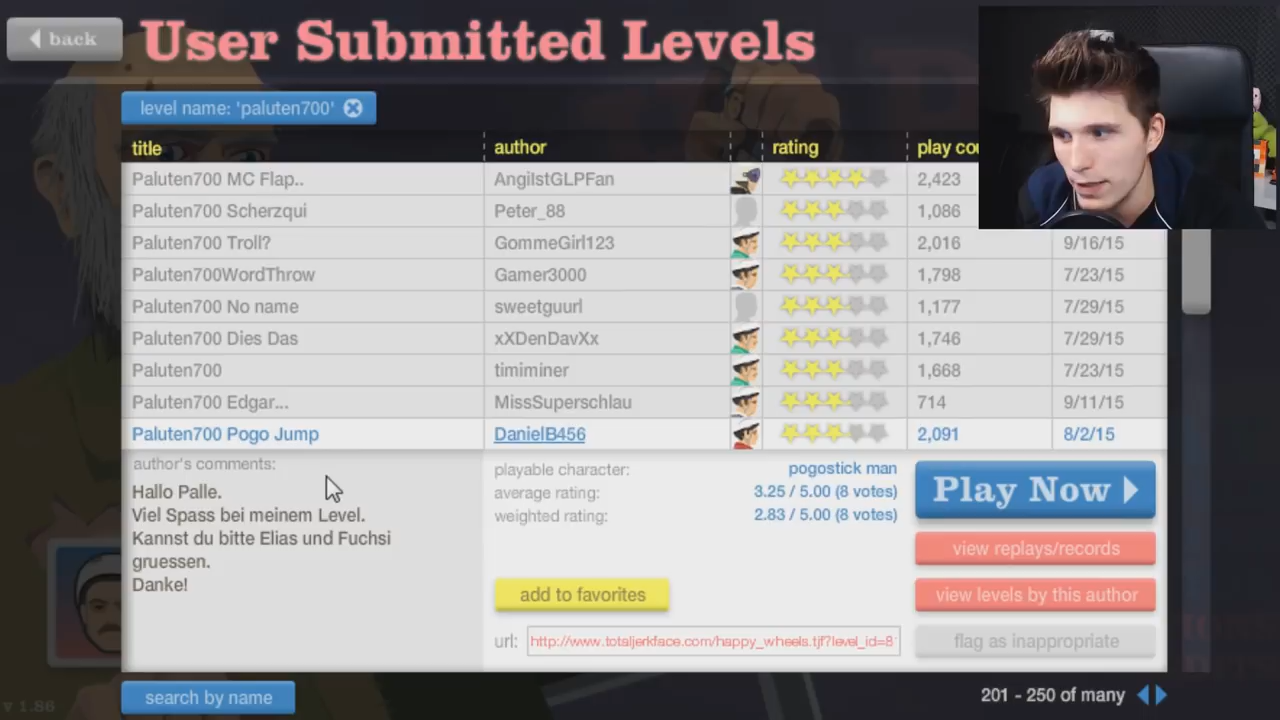 back
User Submitted Levels
level name: 'paluten700'
title author rating play cou
Paluten700 MC Flap.. AngiIstGLPFan 2,423
Paluten700 Scherzqui Peter_88 1,086
Paluten700 Troll? GommeGirl123 2,016 9/16/15
Paluten700WordThrow Gamer3000 1,798 7/23/15
Paluten700 No name sweetguurl 1,177 7/29/15
Paluten700 Dies Das xXDenDavXx 1,746 7/29/15
Paluten700 timiminer 1,668 7/23/15
Paluten700 Edgar... MissSuperschlau 714 9/11/15
Paluten700 Pogo Jump DanielB456 2,091 8/2/15
author's comments:
Hallo Palle.
Viel Spass bei meinem Level.
Kannst du bitte Elias und Fuchsi
gruessen.
Danke!
playable character: pogostick man
average rating: 3.25 / 5.00 (8 votes)
weighted rating: 2.83 / 5.00 (8 votes)
add to favorites
url: http://www.totaljerkface.com/happy_wheels.tjf?level_id=8
Play Now
view replays/records
view levels by this author
flag as inappropriate
search by name
201 - 250 of many
v 1.86